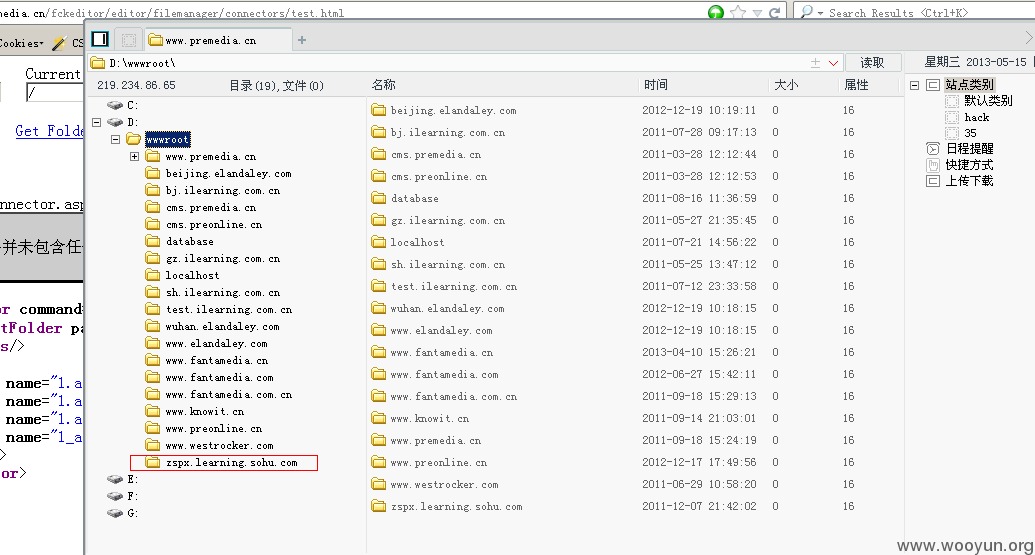 media.cn/fckeditor/editor/filemanager/connectors/test.html
Search Results <Ctrl+K>
Cookies▾
CS
www.premedia.cn
Current
/
Get Folde
nnector.asp
并未包含任
or command
tFolder pa
s/>
name="1.a
name="1.a
name="1.a
name="1_a
>
or>
D:\wwwroot\
读取
星期三 2013-05-15
219.234.86.65
目录(19),文件(0)
C:
D:
wwwroot
www.premedia.cn
beijing.elandaley.com
bj.ilearning.com.cn
cms.premedia.cn
cms.preonline.cn
database
gz.ilearning.com.cn
localhost
sh.ilearning.com.cn
test.ilearning.com.cn
wuhan.elandaley.com
www.elandaley.com
www.fantamedia.cn
www.fantamedia.com
www.fantamedia.com.cn
www.knowit.cn
www.preonline.cn
www.westrocker.com
zspx.learning.sohu.com
E:
F:
G:
名称 时间 大小 属性
beijing.elandaley.com 2012-12-19 10:19:11 0 16
bj.ilearning.com.cn 2011-07-28 09:17:13 0 16
cms.premedia.cn 2011-03-28 12:12:44 0 16
cms.preonline.cn 2011-03-28 12:12:53 0 16
database 2011-08-16 11:36:59 0 16
gz.ilearning.com.cn 2011-05-27 21:35:45 0 16
localhost 2011-07-21 14:56:22 0 16
sh.ilearning.com.cn 2011-05-25 13:47:12 0 16
test.ilearning.com.cn 2011-07-12 23:33:58 0 16
wuhan.elandaley.com 2012-12-19 10:18:15 0 16
www.elandaley.com 2012-12-19 10:18:15 0 16
www.fantamedia.cn 2013-04-10 15:26:21 0 16
www.fantamedia.com 2012-06-27 15:42:11 0 16
www.fantamedia.com.cn 2011-09-18 15:29:13 0 16
www.knowit.cn 2011-09-14 21:03:01 0 16
www.premedia.cn 2011-09-18 15:24:19 0 16
www.preonline.cn 2012-12-17 17:49:56 0 16
www.westrocker.com 2011-06-29 10:58:20 0 16
zspx.learning.sohu.com 2011-12-07 21:42:02 0 16
站点类别
默认类别
hack
35
日程提醒
快捷方式
上传下载
www.wooyun.org